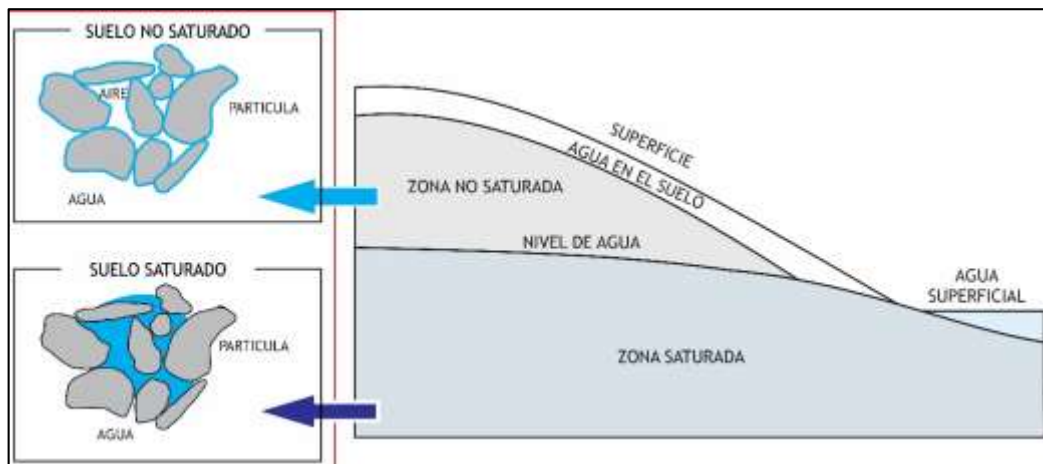 SUELO NO SATURADO
AIRE
PARTICULA
AGUA
SUELO SATURADO
PARTICULA
AGUA
SUPERFICIE
AGUA EN EL SUELO
ZONA NO SATURADA
NIVEL DE AGUA
AGUA
SUPERFICIAL
ZONA SATURADA